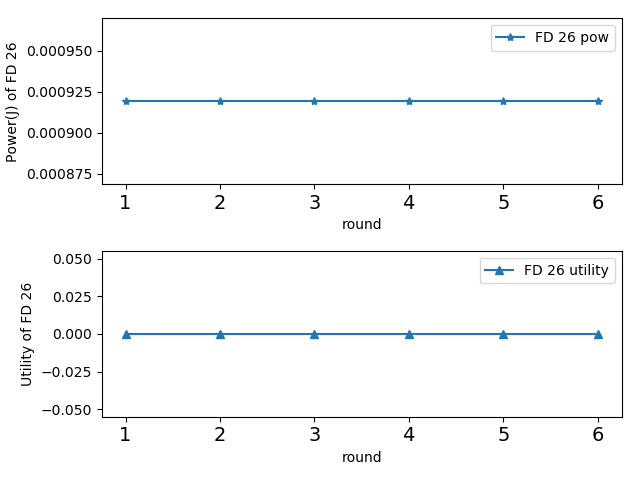 Power(J) of FD 26
0.000950
0.000925
0.000900
0.000875
FD 26 pow
1 2 3 4 5 6
round
Utility of FD 26
0.050
0.025
0.000
−0.025
−0.050
FD 26 utility
1 2 3 4 5 6
round